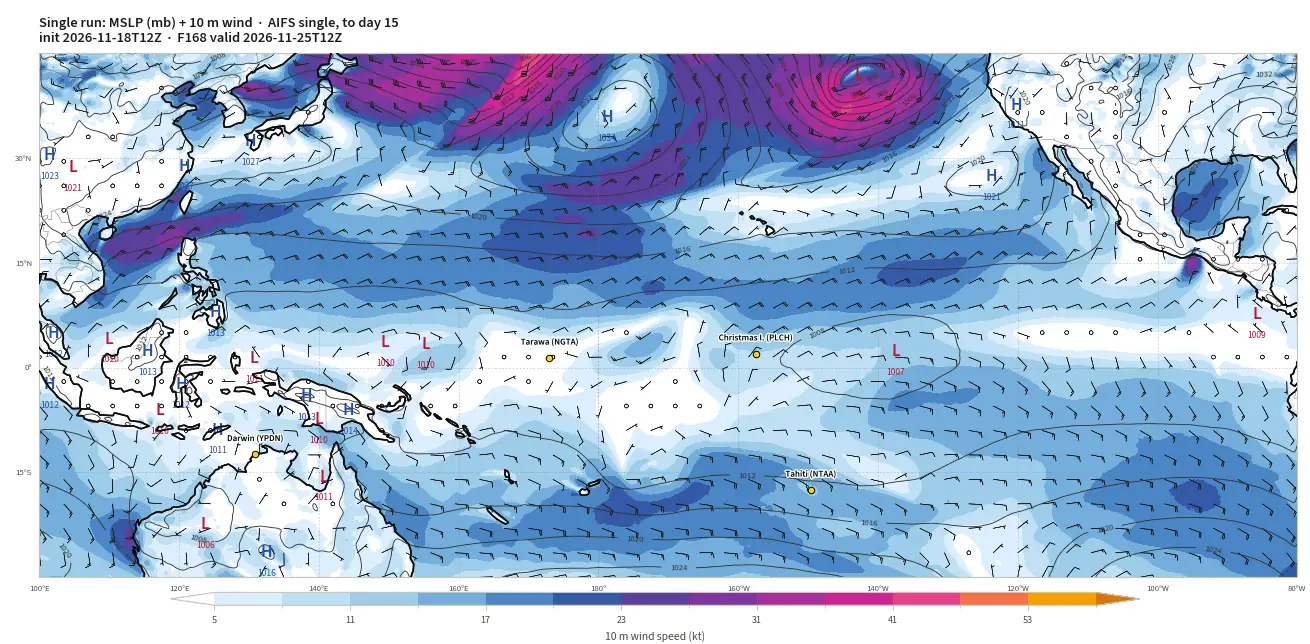 Single run: MSLP (mb) + 10 m wind · AIFS single, to day 15
init 2026-11-18T12Z · F168 valid 2026-11-25T12Z
1032
H
H
1021
30°N
H
1023
L
1021
H
1027
H
H
1021
1020
1020
1016
1012
15°N
H
1013
L
1009
L
1010
L
1010
L
H
1013
L
Tarawa (NGTA)
Christmas I. (PLCH)
1008
L
1007
0°
H
1012
H
H
L
H
1014
L
1010
H
1011
Darwin (YPDN)
15°S
L
1011
1012
Tahiti (NTAA)
L
1006
1016
1020
1020
1024
1024
H
1016
100°E
120°E
140°E
160°E
180°
160°W
140°W
120°W
100°W
80°W
5
11
17
23
31
41
53
10 m wind speed (kt)